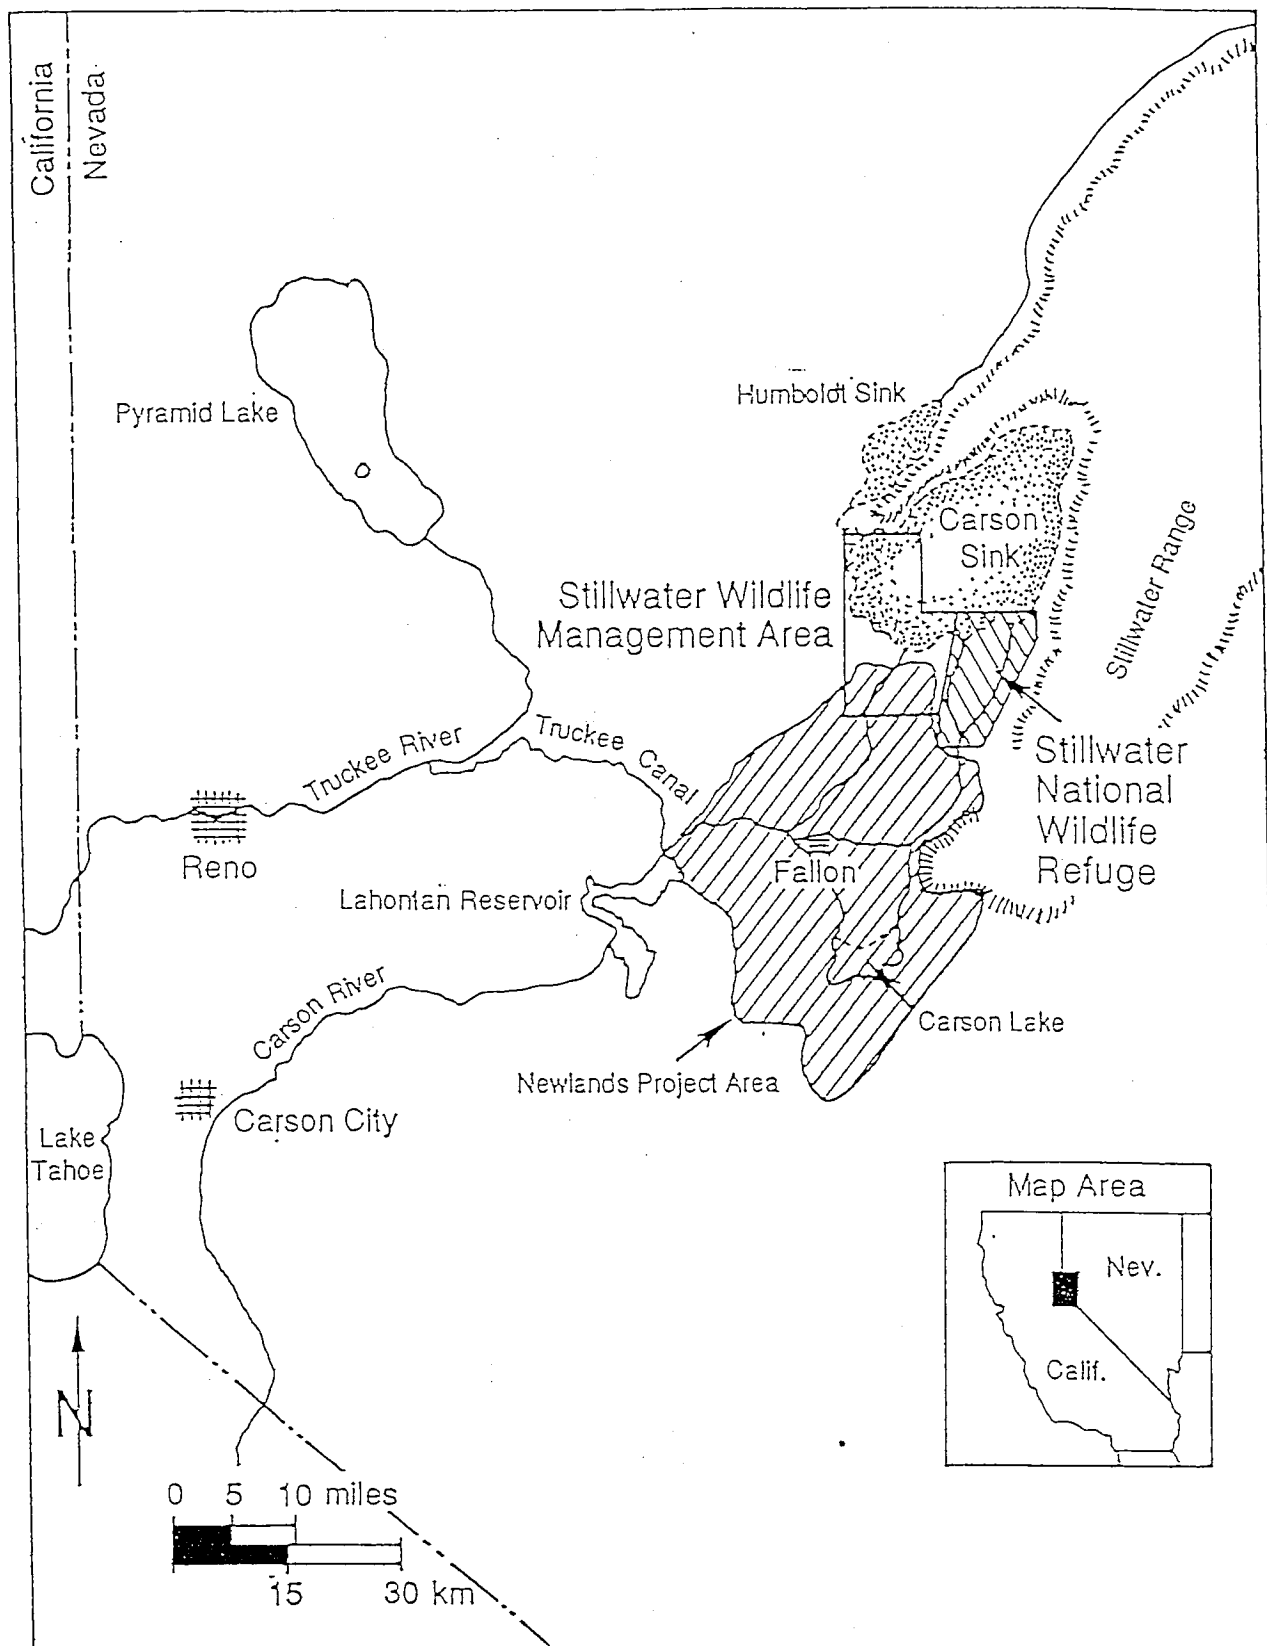 California
Nevada
Pyramid Lake
Humboldt Sink
Carson
Sink
Stillwater Range
Stillwater Wildlife
Management Area
Truckee River
Truckee Canal
Stillwater
National
Wildlife
Refuge
Reno
Fallon
Lahontan Reservoir
Carson River
Carson Lake
Newlands Project Area
Carson City
Lake
Tahoe
Map Area
Nev.
Calif.
N
0 5 10 miles
15 30 km